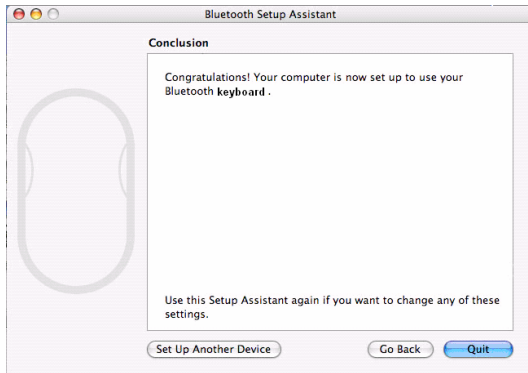 Bluetooth Setup Assistant
Conclusion
Congratulations! Your computer is now set up to use your
Bluetooth keyboard .
Use this Setup Assistant again if you want to change any of these
settings.
Set Up Another Device Go Back Quit